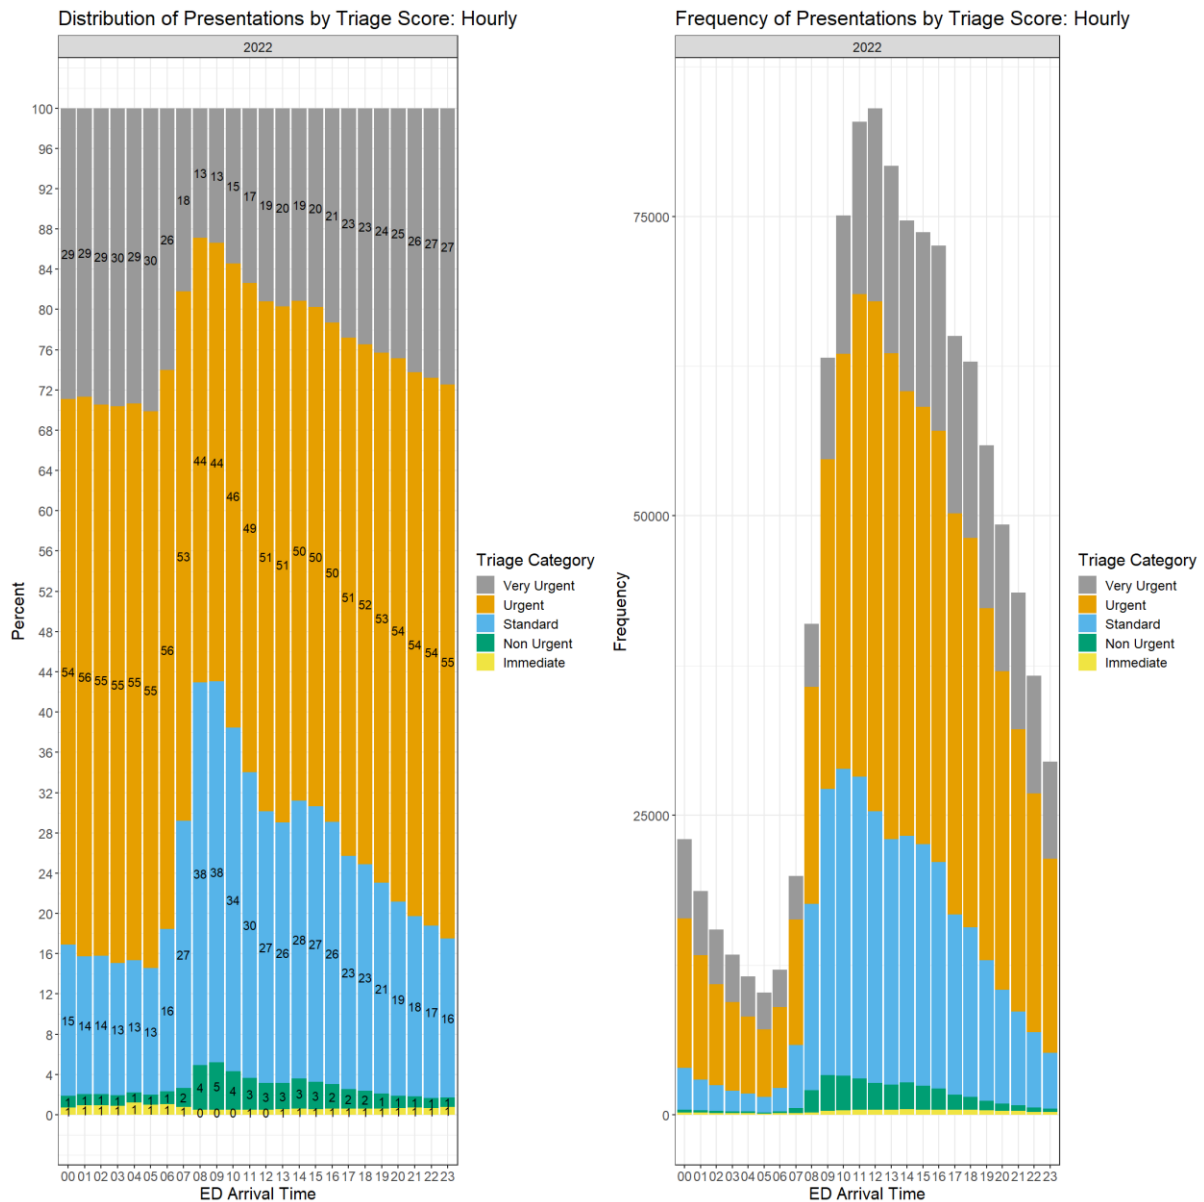 Distribution of Presentations by Triage Score: Hourly
2022
100
96
92
88
84
80
76
72
68
64
60
56
52
48
44
40
36
32
28
24
20
16
12
8
4
0
Percent
29 29 29 30 29 30 26 18 13 13 15 17 19 20 19 20 21 23 23 24 25 26 27 27
54 56 55 55 55 55 56 53 44 44 46 49 51 51 50 50 50 51 52 53 54 54 54 55
15 14 14 13 13 13 16 27 38 38 34 30 27 26 28 27 26 23 23 21 19 18 17 16
1 1 1 1 1 1 1 2 4 5 4 3 3 3 3 3 2 2 2 1 1 1 1 1
1 1 1 1 1 1 1 1 0 0 0 1 0 1 1 1 1 1 1 1 1 1 1 1
00 01 02 03 04 05 06 07 08 09 10 11 12 13 14 15 16 17 18 19 20 21 22 23
ED Arrival Time
Triage Category
Very Urgent
Urgent
Standard
Non Urgent
Immediate
Frequency of Presentations by Triage Score: Hourly
2022
75000
50000
25000
0
Frequency
00 01 02 03 04 05 06 07 08 09 10 11 12 13 14 15 16 17 18 19 20 21 22 23
ED Arrival Time
Triage Category
Very Urgent
Urgent
Standard
Non Urgent
Immediate